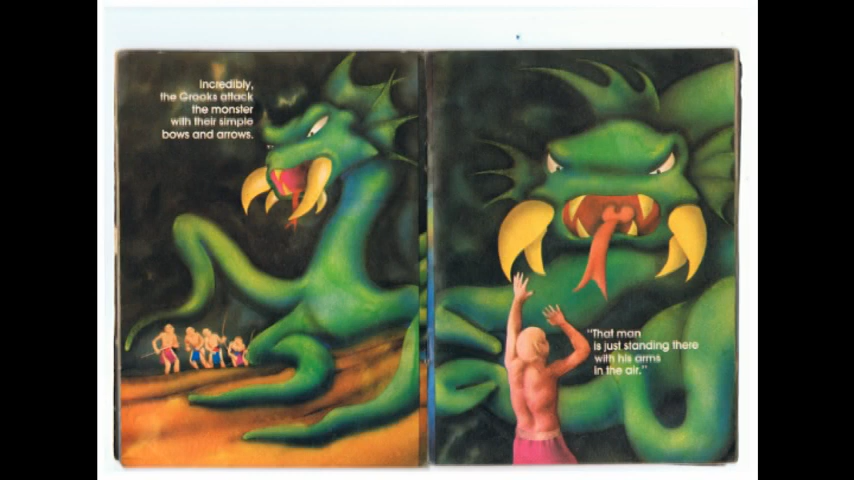 Incredibly,
the Grooks attack
the monster
with their simple
bows and arrows.
"That man
is just standing there
with his arms
in the air."